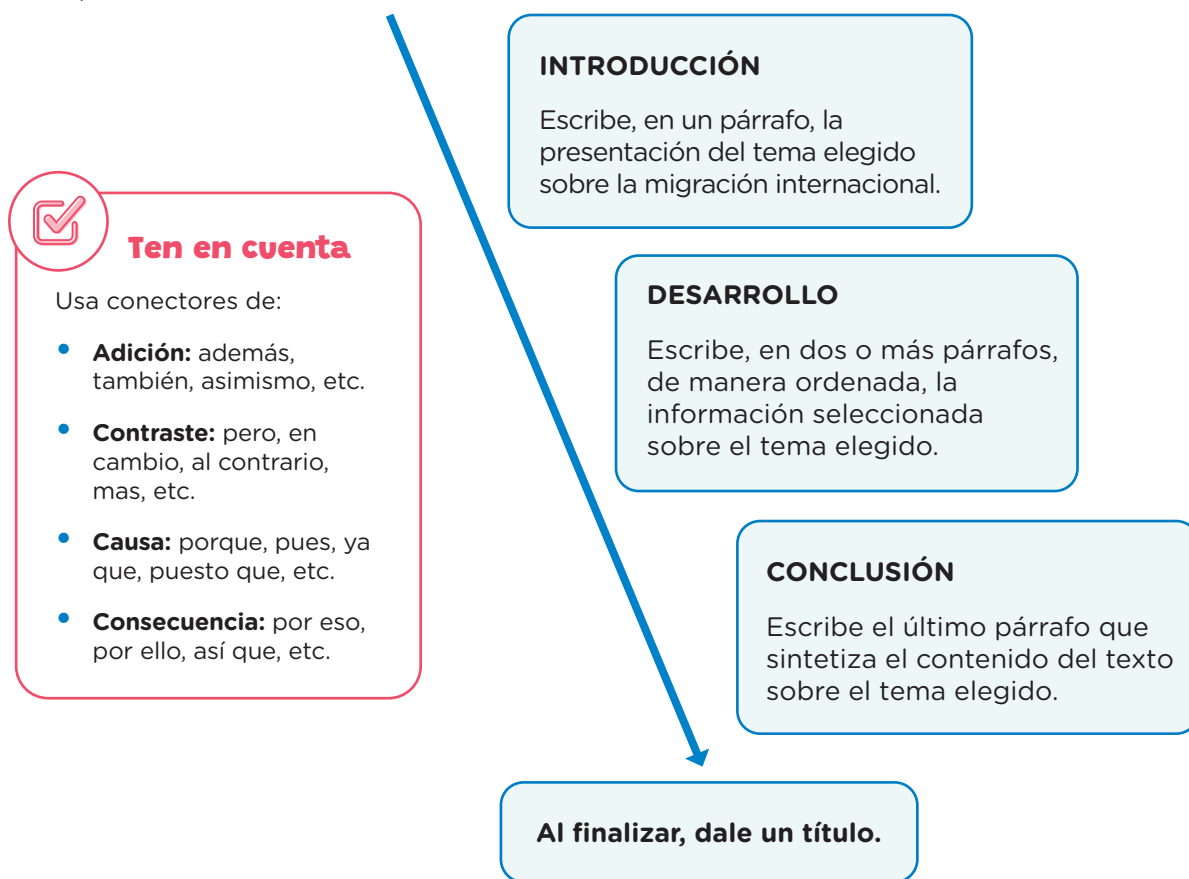 INTRODUCCIÓN
Escribe, en un párrafo, la
presentación del tema elegido
sobre la migración internacional.
Ten en cuenta
Usa conectores de:
• Adición: además,
también, asimismo, etc.
• Contraste: pero, en
cambio, al contrario,
mas, etc.
• Causa: porque, pues, ya
que, puesto que, etc.
• Consecuencia: por eso,
por ello, así que, etc.
DESARROLLO
Escribe, en dos o más párrafos,
de manera ordenada, la
información seleccionada
sobre el tema elegido.
CONCLUSIÓN
Escribe el último párrafo que
sintetiza el contenido del texto
sobre el tema elegido.
Al finalizar, dale un título.